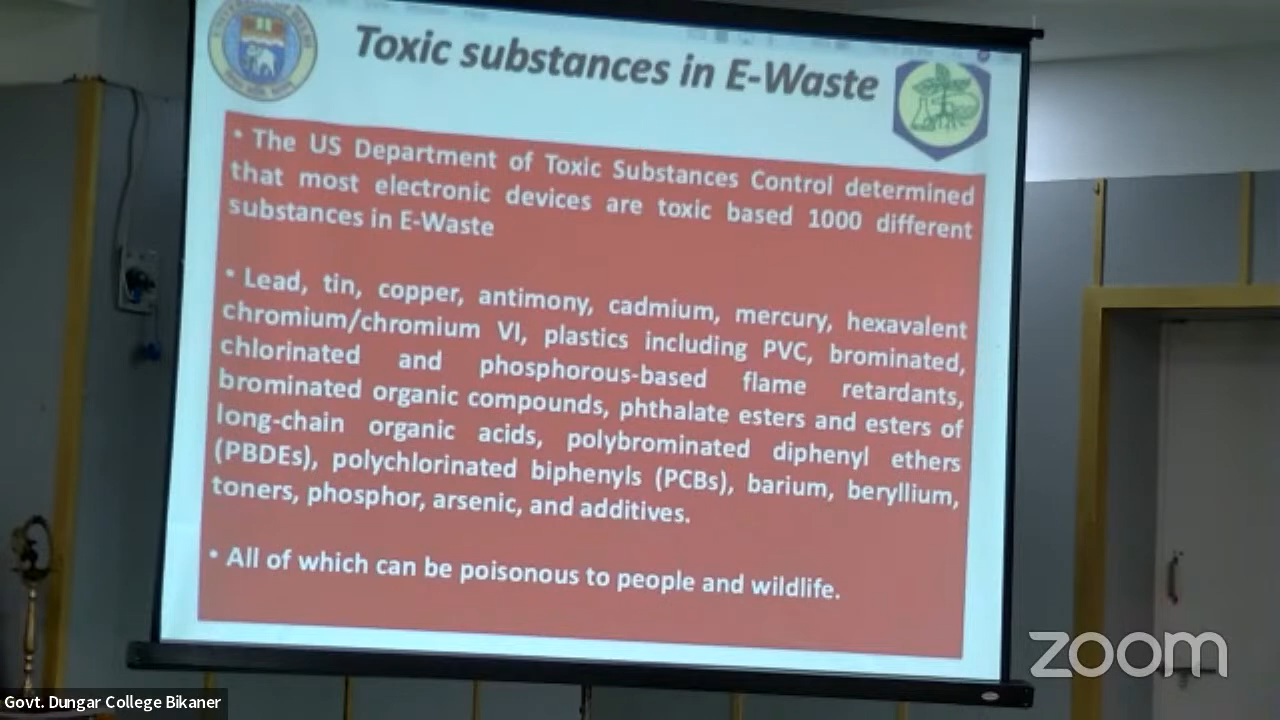 Toxic substances in E-Waste
• The US Department of Toxic Substances Control determined
that most electronic devices are toxic based 1000 different
substances in E-Waste
• Lead, tin, copper, antimony, cadmium, mercury, hexavalent
chromium/chromium VI, plastics including PVC, brominated,
chlorinated and phosphorous-based flame retardants,
brominated organic compounds, phthalate esters and esters of
long-chain organic acids, polybrominated diphenyl ethers
(PBDEs), polychlorinated biphenyls (PCBs), barium, beryllium,
toners, phosphor, arsenic, and additives.
• All of which can be poisonous to people and wildlife.
zoom
Govt. Dungar College Bikaner